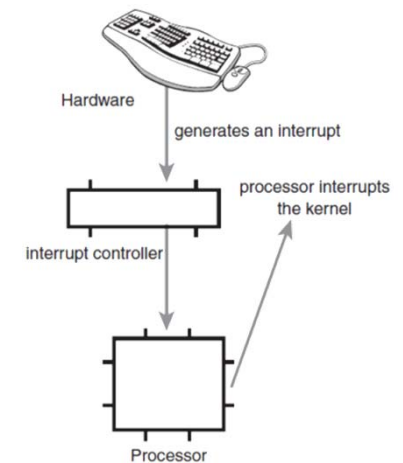 Hardware
generates an interrupt
processor interrupts
the kernel
interrupt controller
Processor